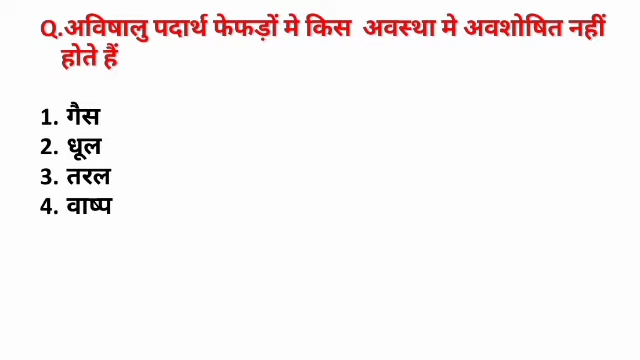 Q.अविषालु पदार्थ फेफड़ों मे किस अवस्था मे अवशोषित नहीं
होते हैं
1. गैस
2. धूल
3. तरल
4. वाष्प